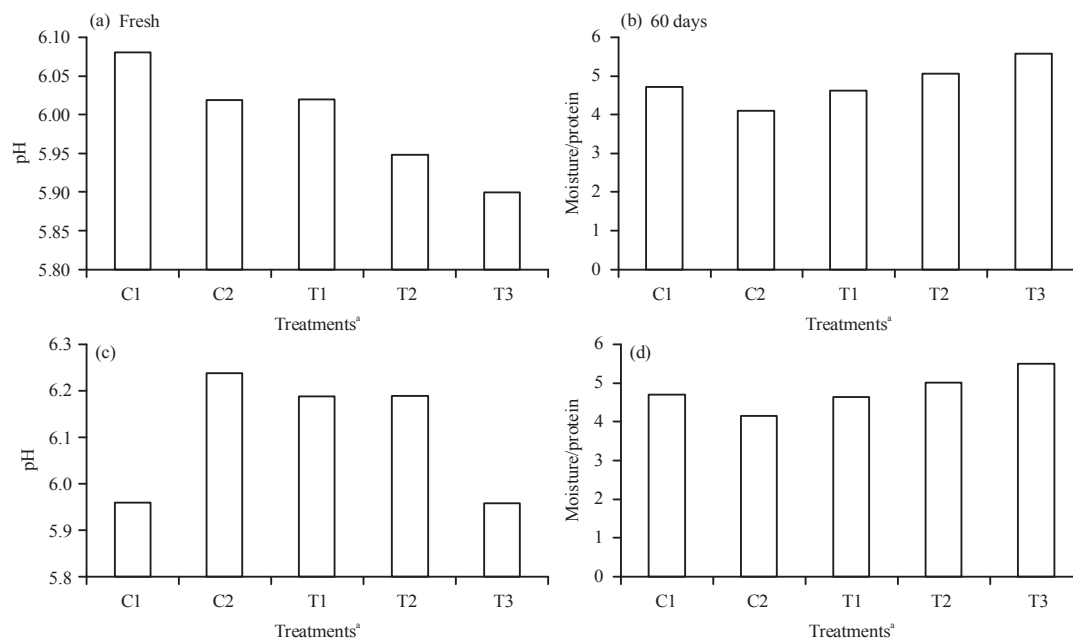 (a) Fresh
6.10
6.05
6.00
5.95
5.90
5.85
5.80
pH
C1 C2 T1 T2 T3
Treatmentsᵃ
(b) 60 days
6
5
4
3
2
1
0
Moisture/protein
C1 C2 T1 T2 T3
Treatmentsᵃ
(c)
6.3
6.2
6.1
6.0
5.9
5.8
pH
C1 C2 T1 T2 T3
Treatmentsᵃ
(d)
6
5
4
3
2
1
0
Moisture/protein
C1 C2 T1 T2 T3
Treatmentsᵃ